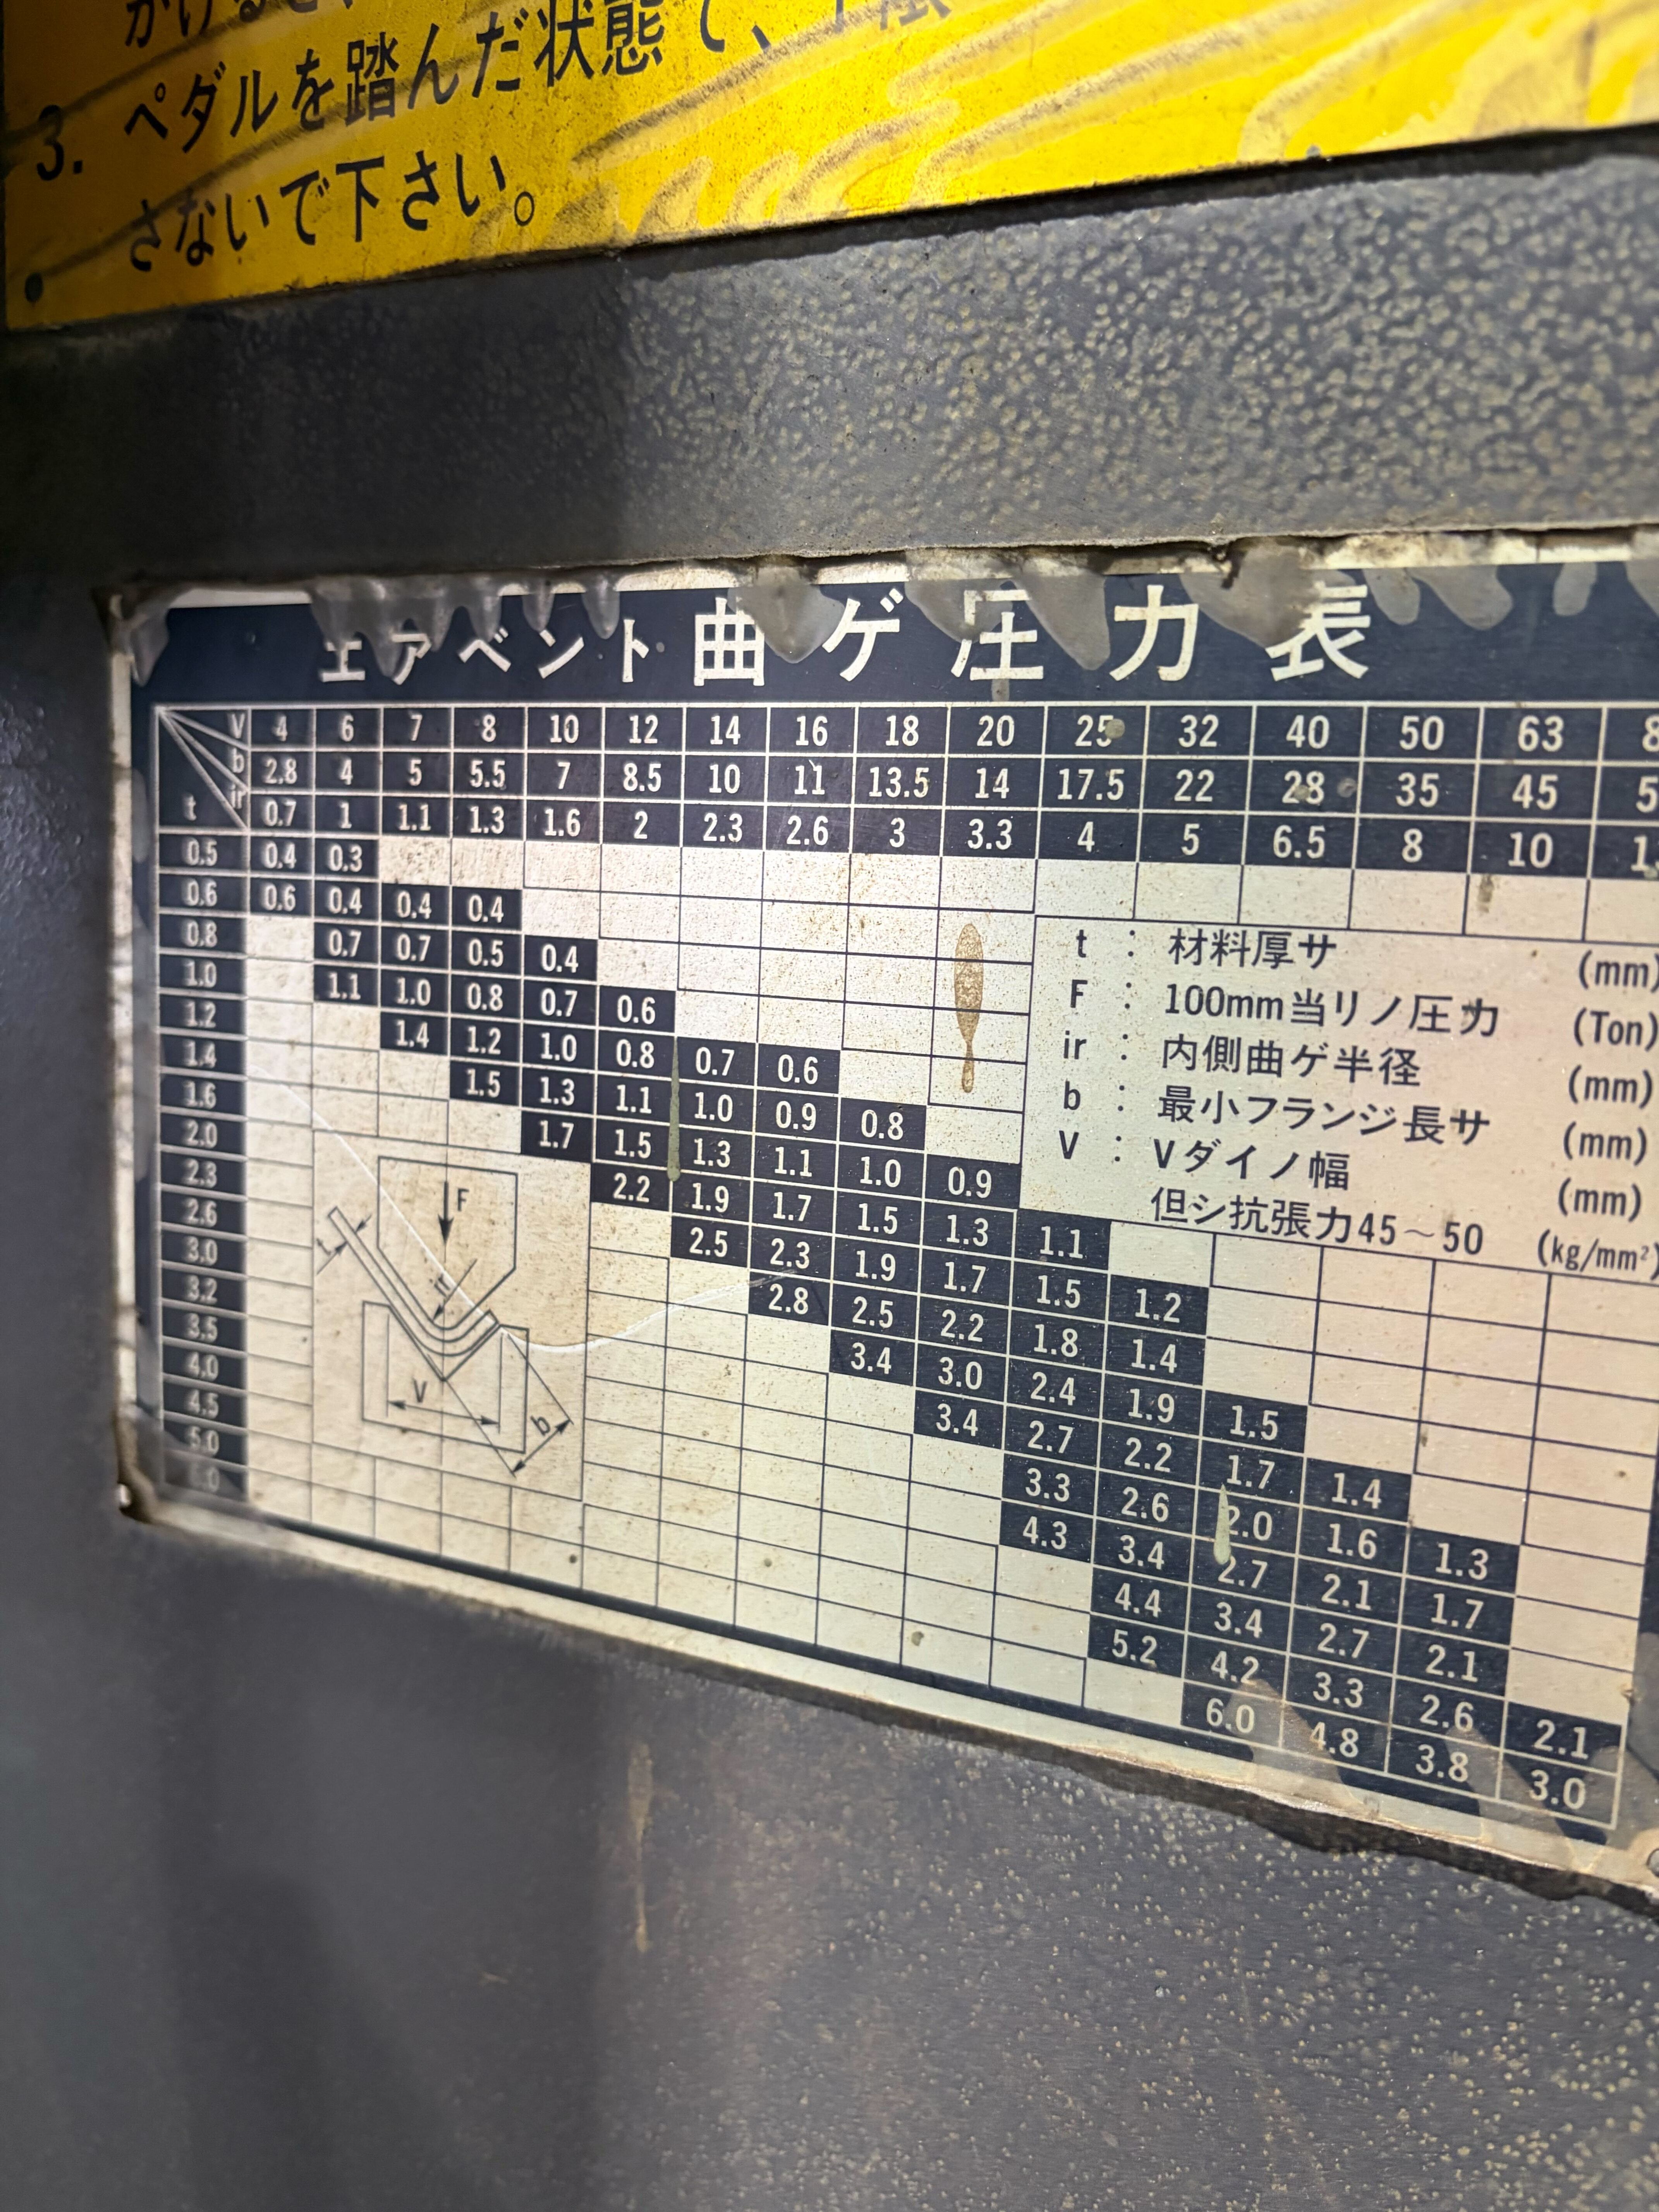 3. ペダルを踏んだ状態で、
さないで下さい。
エアベント曲ゲ圧力表
V 4 6 7 8 10 12 14 16 18 20 25 32 40 50 63
b 2.8 4 5 5.5 7 8.5 10 11 13.5 14 17.5 22 28 35 45
ir 0.7 1 1.1 1.3 1.6 2 2.3 2.6 3 3.3 4 5 6.5 8 10
t
0.5 0.4 0.3
0.6 0.6 0.4 0.4 0.4
0.8 0.7 0.7 0.5 0.4
1.0 1.1 1.0 0.8 0.7 0.6
1.2 1.4 1.2 1.0 0.8 0.7 0.6
1.4 1.5 1.3 1.1 1.0 0.9 0.8
1.6 1.7 1.5 1.3 1.1 1.0 0.9
2.0 2.2 1.9 1.7 1.5 1.3 1.1
2.3 2.5 2.3 1.9 1.7 1.5 1.2
2.6 2.8 2.5 2.2 1.8 1.4
3.0 3.4 3.0 2.4 1.9 1.5
3.2 3.4 2.7 2.2 1.7 1.4
3.5 3.3 2.6 2.0 1.6 1.3
4.0 4.3 3.4 2.7 2.1 1.7
4.5 4.4 3.4 2.7 2.1
5.0 5.2 4.2 3.3 2.6 2.1
6.0 4.8 3.8 3.0
t : 材料厚サ (mm)
F : 100mm当リノ圧力 (Ton)
ir : 内側曲ゲ半径 (mm)
b : 最小フランジ長サ (mm)
V : Vダイノ幅 (mm)
但シ抗張力45～50 (kg/mm²)
F
t
ir
V
b